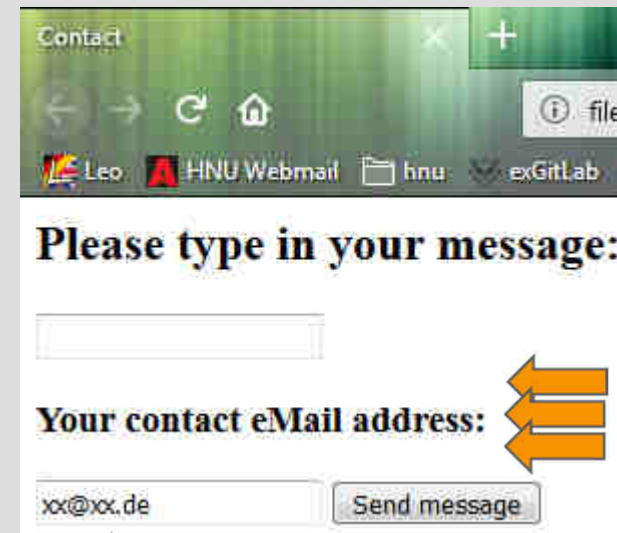 Contact
file
Leo HNU Webmail hnu exGitLab
Please type in your message:
Your contact eMail address:
xx@xx.de Send message